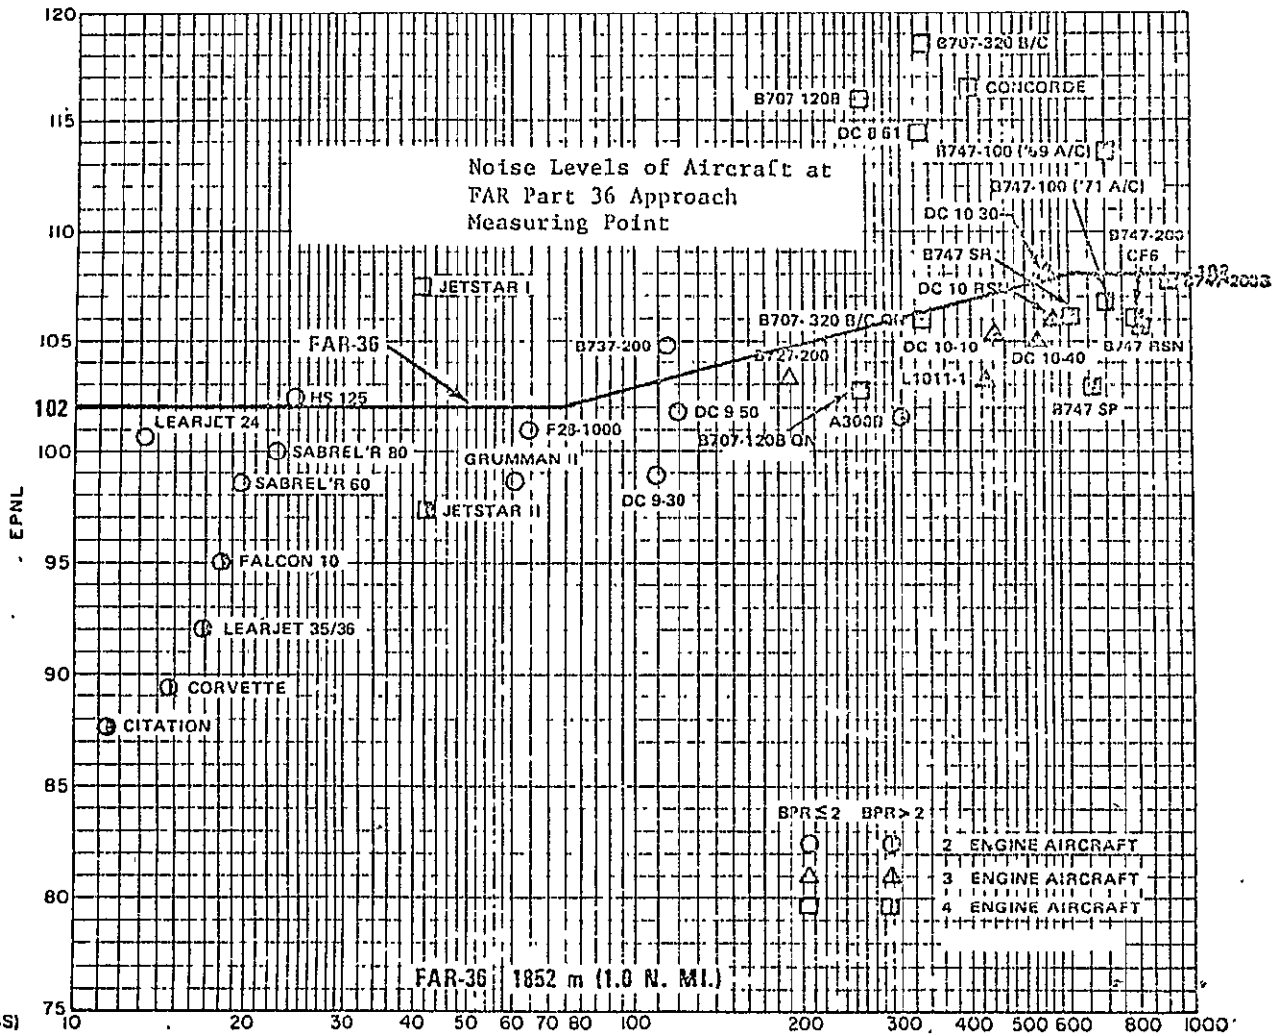 120
B707-320 B/C
CONCORDE
B707 120B
115
DC 8 61
B747-100 ('69 A/C)
Noise Levels of Aircraft at
FAR Part 36 Approach
Measuring Point
B747-100 ('71 A/C)
DC 10 30
110
B747-200
CF6
B747 SR
108
B747-200B
JETSTAR I
DC 10 RSN
B707- 320 B/C QN
105
FAR-36
B737-200
B727-200
DC 10-10
DC 10-40
B747 RSN
L1011-1
HS 125
B747 SP
102
LEARJET 24
DC 9 50
A300B
F28-1000
B707-120B QN
100
SABREL'R 80
GRUMMAN II
SABREL'R 60
DC 9-30
JETSTAR II
EPNL
95
FALCON 10
LEARJET 35/36
90
CORVETTE
CITATION
85
BPR ≤ 2 BPR > 2
2 ENGINE AIRCRAFT
3 ENGINE AIRCRAFT
80
4 ENGINE AIRCRAFT
FAR-36 1852 m (1.0 N. MI.)
75
S)
10 20 30 40 50 60 70 80 100 200 300 400 500 600 800 1000